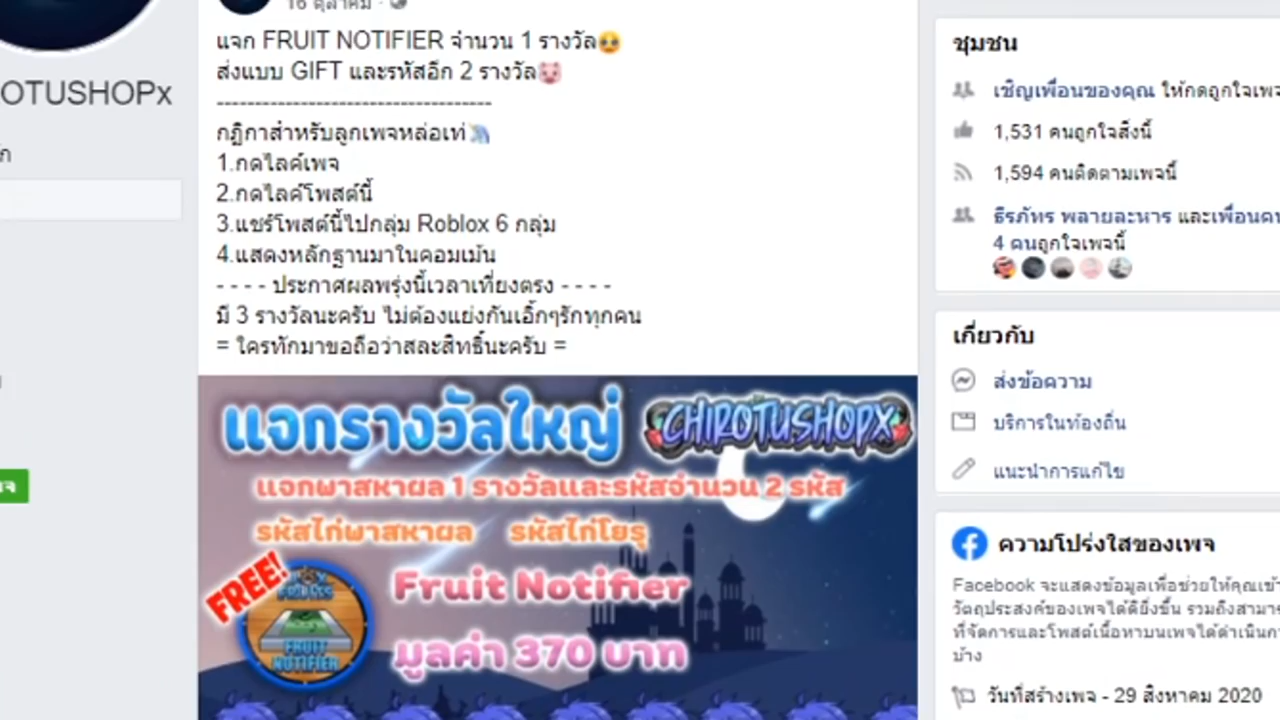 OTUSHOPx
16 ตุลาคม ·
แจก FRUIT NOTIFIER จำนวน 1 รางวัล🥺
ส่งแบบ GIFT และรหัสอีก 2 รางวัล🐷
------------------------------------
กฏิกาสำหรับลูกเพจหล่อเท่
1.กดไลค์เพจ
2.กดไลค์โพสต์นี้
3.แชร์โพสต์นี้ไปกลุ่ม Roblox 6 กลุ่ม
4.แสดงหลักฐานมาในคอมเม้น
- - - - ประกาศผลพรุ่งนี้เวลาเที่ยงตรง - - - -
มี 3 รางวัลนะครับ ไม่ต้องแย่งกันเอิ้กๆรักทุกคน
= ใครทักมาขอถือว่าสละสิทธิ์นะครับ =
แจกรางวัลใหญ่ CHIROTUSHOPX
แจกพาสหาผล 1 รางวัลและรหัสจำนวน 2 รหัส
รหัสไก่พาสหาผล รหัสไก่โยรุ
FREE!
FRUIT NOTIFIER
Fruit Notifier
มูลค่า 370 บาท
ชุมชน
เชิญเพื่อนของคุณ ให้กดถูกใจเพจ
1,531 คนถูกใจสิ่งนี้
1,594 คนติดตามเพจนี้
ธีรภัทร พลายละหาร และเพื่อนคน
4 คนถูกใจเพจนี้
เกี่ยวกับ
ส่งข้อความ
บริการในท้องถิ่น
แนะนำการแก้ไข
ความโปร่งใสของเพจ
Facebook จะแสดงข้อมูลเพื่อช่วยให้คุณเข้า
วัตถุประสงค์ของเพจได้ดียิ่งขึ้น รวมถึงสามาร
ที่จัดการและโพสต์เนื้อหาบนเพจได้ดำเนินกา
บ้าง
วันที่สร้างเพจ - 29 สิงหาคม 2020